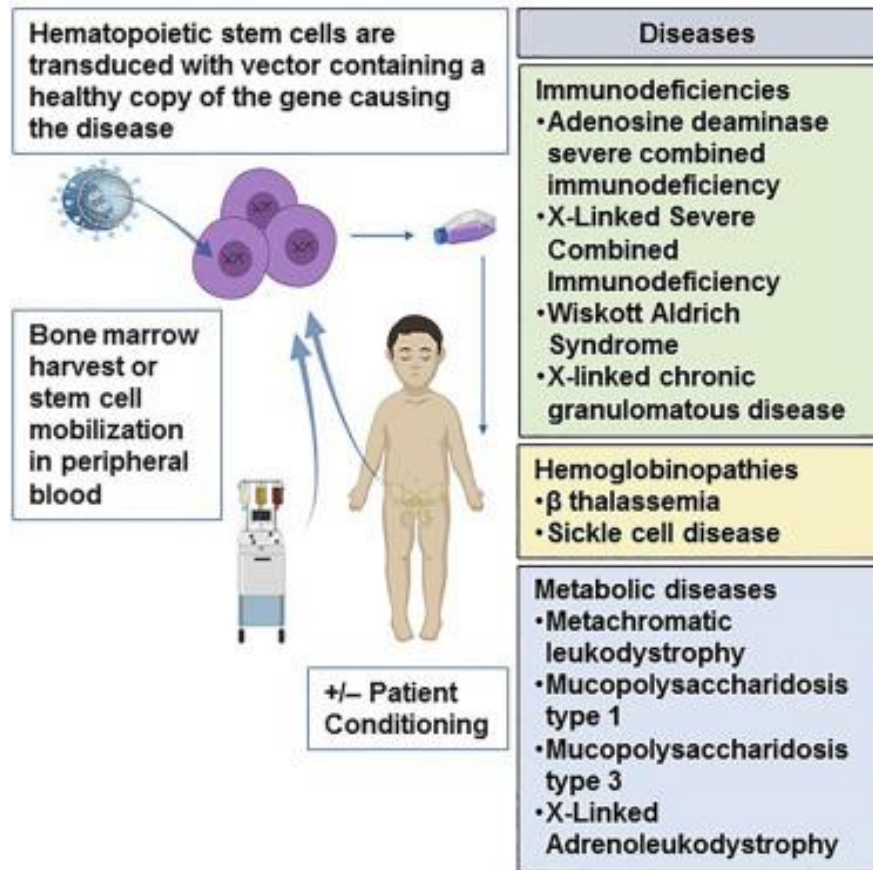 Hematopoietic stem cells are
transduced with vector containing a
healthy copy of the gene causing
the disease
Bone marrow
harvest or
stem cell
mobilization
in peripheral
blood
+/– Patient
Conditioning
Diseases
Immunodeficiencies
•Adenosine deaminase
severe combined
immunodeficiency
•X-Linked Severe
Combined
Immunodeficiency
•Wiskott Aldrich
Syndrome
•X-linked chronic
granulomatous disease
Hemoglobinopathies
•β thalassemia
•Sickle cell disease
Metabolic diseases
•Metachromatic
leukodystrophy
•Mucopolysaccharidosis
type 1
•Mucopolysaccharidosis
type 3
•X-Linked
Adrenoleukodystrophy